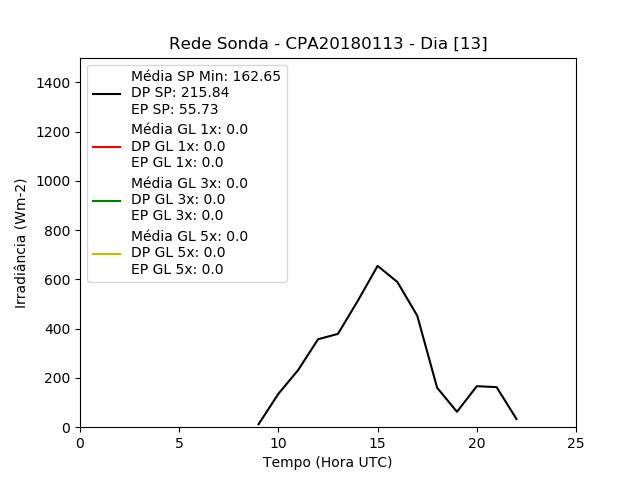 Rede Sonda - CPA20180113 - Dia [13]
Média SP Min: 162.65
DP SP: 215.84
EP SP: 55.73
Média GL 1x: 0.0
DP GL 1x: 0.0
EP GL 1x: 0.0
Média GL 3x: 0.0
DP GL 3x: 0.0
EP GL 3x: 0.0
Média GL 5x: 0.0
DP GL 5x: 0.0
EP GL 5x: 0.0
Irradiância (Wm-2)
1400
1200
1000
800
600
400
200
0
0 5 10 15 20 25
Tempo (Hora UTC)